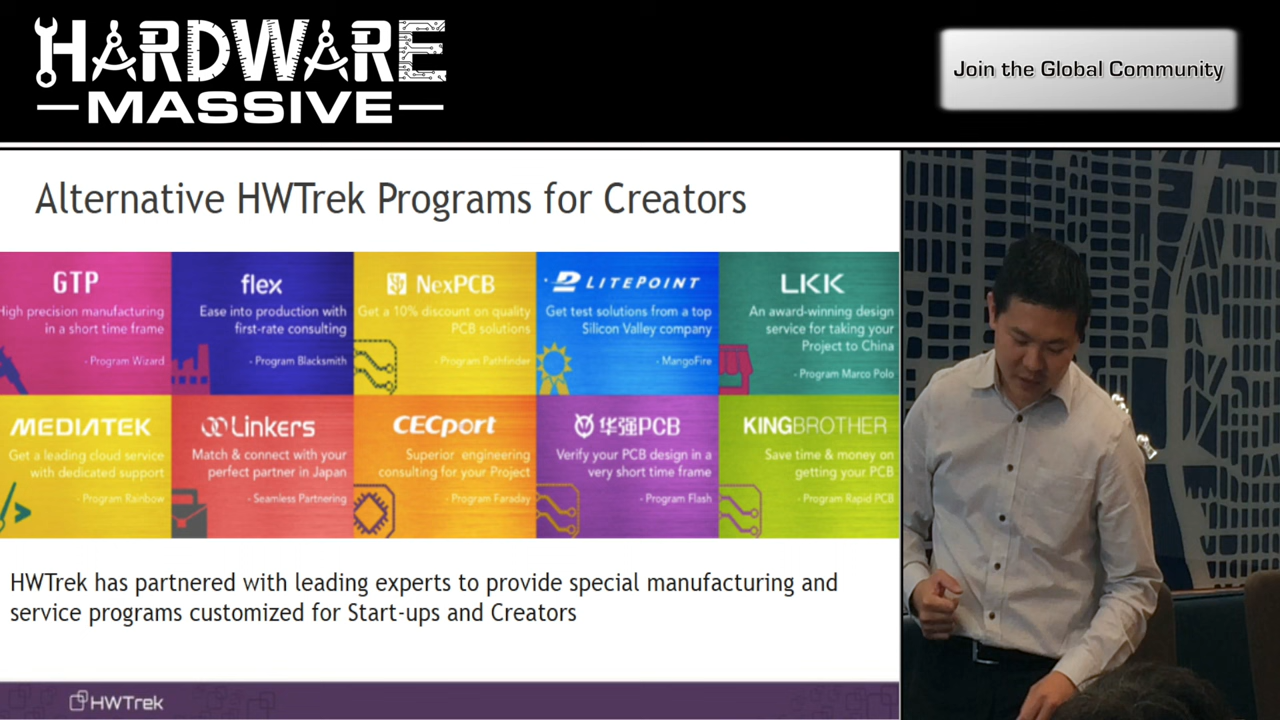 HARDWARE
MASSIVE
Join the Global Community
Alternative HWTrek Programs for Creators
GTP
High precision manufacturing
in a short time frame
- Program Wizard
flex
Ease into production with
first-rate consulting
- Program Blacksmith
NexPCB
Get a 10% discount on quality
PCB solutions
- Program Pathfinder
LITEPOINT
Get test solutions from a top
Silicon Valley company
- MangoFire
LKK
An award-winning design
service for taking your
Project to China
- Program Marco Polo
MEDIATEK
Get a leading cloud service
with dedicated support
- Program Rainbow
Linkers
Match & connect with your
perfect partner in Japan
- Seamless Partnering
CECport
Superior engineering
consulting for your Project
- Program Faraday
华强PCB
Verify your PCB design in a
very short time frame
- Program Flash
KINGBROTHER
Save time & money on
getting your PCB
- Program Rapid PCB
HWTrek has partnered with leading experts to provide special manufacturing and
service programs customized for Start-ups and Creators
HWTrek